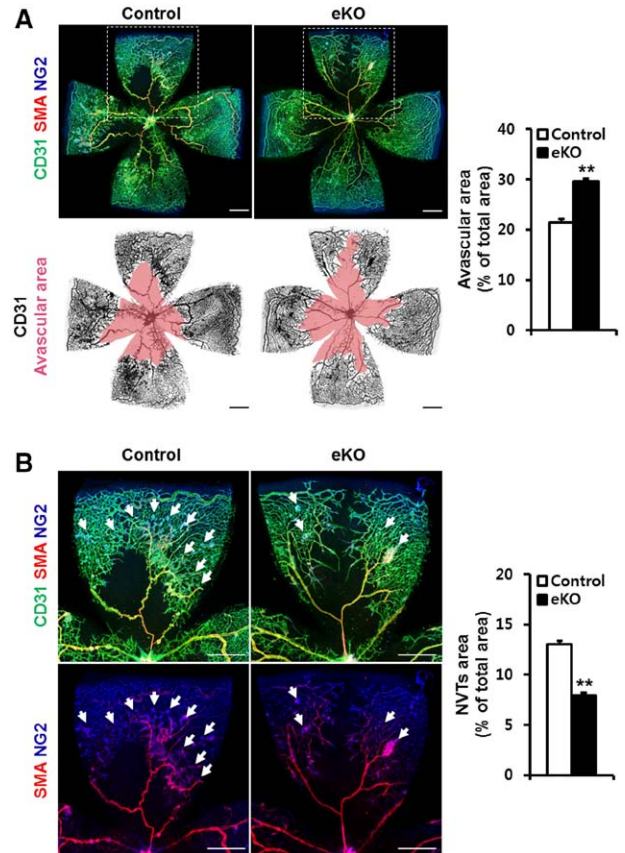 A
Control eKO
CD31 SMA NG2
CD31
Avascular area
Avascular area
(% of total area)
40
30
20
10
0
Control
eKO
**
B
Control eKO
CD31 SMA NG2
SMA NG2
NVTs area
(% of total area)
20
15
10
5
0
Control
eKO
**